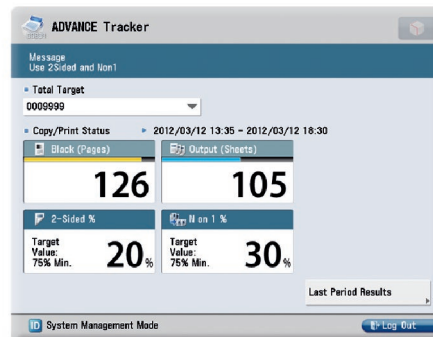 ADVANCE Tracker
Message
Use 2Sided and Non1
Total Target
0009999
Copy/Print Status 2012/03/12 13:35 - 2012/03/12 18:30
Black (Pages) Output (Sheets)
126 105
2-Sided % N on 1 %
Target Value: 75% Min. 20% Target Value: 75% Min. 30%
Last Period Results
ID System Management Mode Log Out